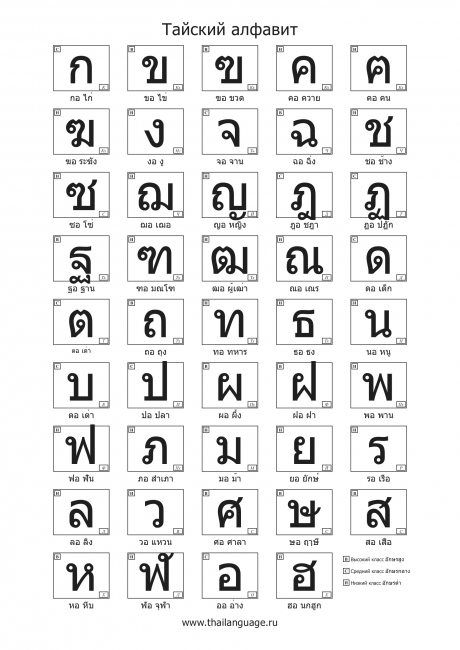 Тайский алфавит
ก ข ฃ ค ฅ
กอ ไก่ ขอ ไข่ ฃอ ขวด คอ ควาย ฅอ คน
ฆ ง จ ฉ ช
ฆอ ระฆัง งอ งู จอ จาน ฉอ ฉิ่ง ชอ ช้าง
ซ ฌ ญ ฎ ฏ
ซอ โซ่ ฌอ เฌอ ญอ หญิง ฎอ ชฎา ฏอ ปฏัก
ฐ ฑ ฒ ณ ด
ฐอ ฐาน ฑอ มณโฑ ฒอ ผู้เฒ่า ณอ เณร ดอ เด็ก
ต ถ ท ธ น
ตอ เต่า ถอ ถุง ทอ ทหาร ธอ ธง นอ หนู
บ ป ผ ฝ พ
ดอ เต่า ปอ ปลา ผอ ผึ้ง ฝอ ฝา พอ พาน
ฟ ภ ม ย ร
ฟอ ฟัน ภอ สำเภา มอ ม้า ยอ ยักษ์ รอ เรือ
ล ว ศ ษ ส
ลอ ลิง วอ แหวน ศอ ศาลา ษอ ฤาษี สอ เสือ
ห ฬ อ ฮ
หอ หีบ ฬอ จุฬา ออ อ่าง ฮอ นกฮูก
В Высокий класс อักษรสูง
С Средний класс อักษรกลาง
Н Низкий класс อักษรต่ำ
www.thailanguage.ru